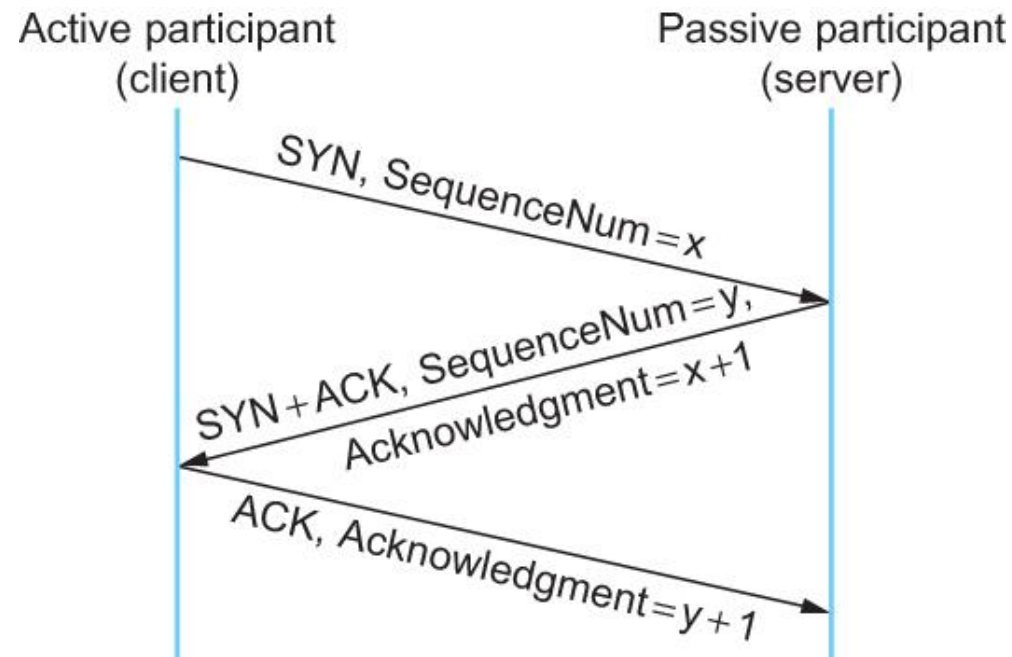 Active participant
(client)
Passive participant
(server)
SYN, SequenceNum=x
SYN+ACK, SequenceNum=y,
Acknowledgment=x+1
ACK, Acknowledgment=y+1